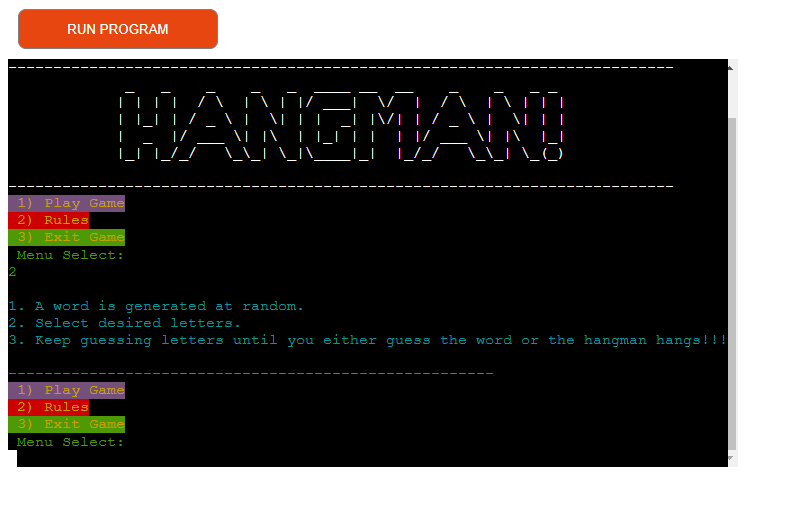 RUN PROGRAM
HANGMAN!
1) Play Game
2) Rules
3) Exit Game
Menu Select:
2
1. A word is generated at random.
2. Select desired letters.
3. Keep guessing letters until you either guess the word or the hangman hangs!!!
1) Play Game
2) Rules
3) Exit Game
Menu Select: